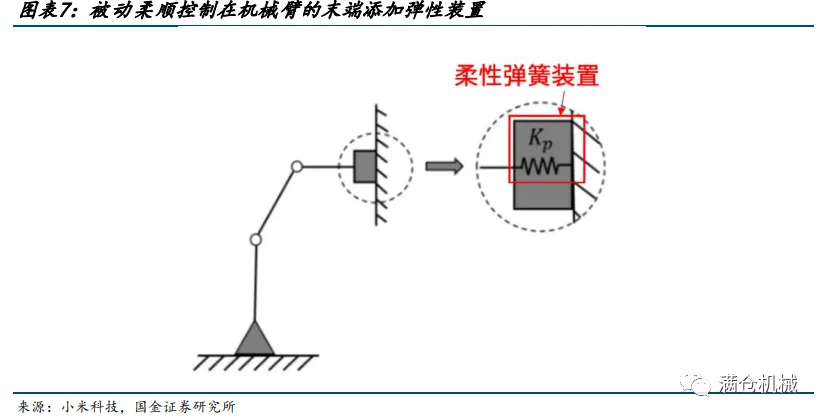 图表7：被动柔顺控制在机械臂的末端添加弹性装置
柔性弹簧装置
Kp
来源：小米科技，国金证券研究所
满仓机械